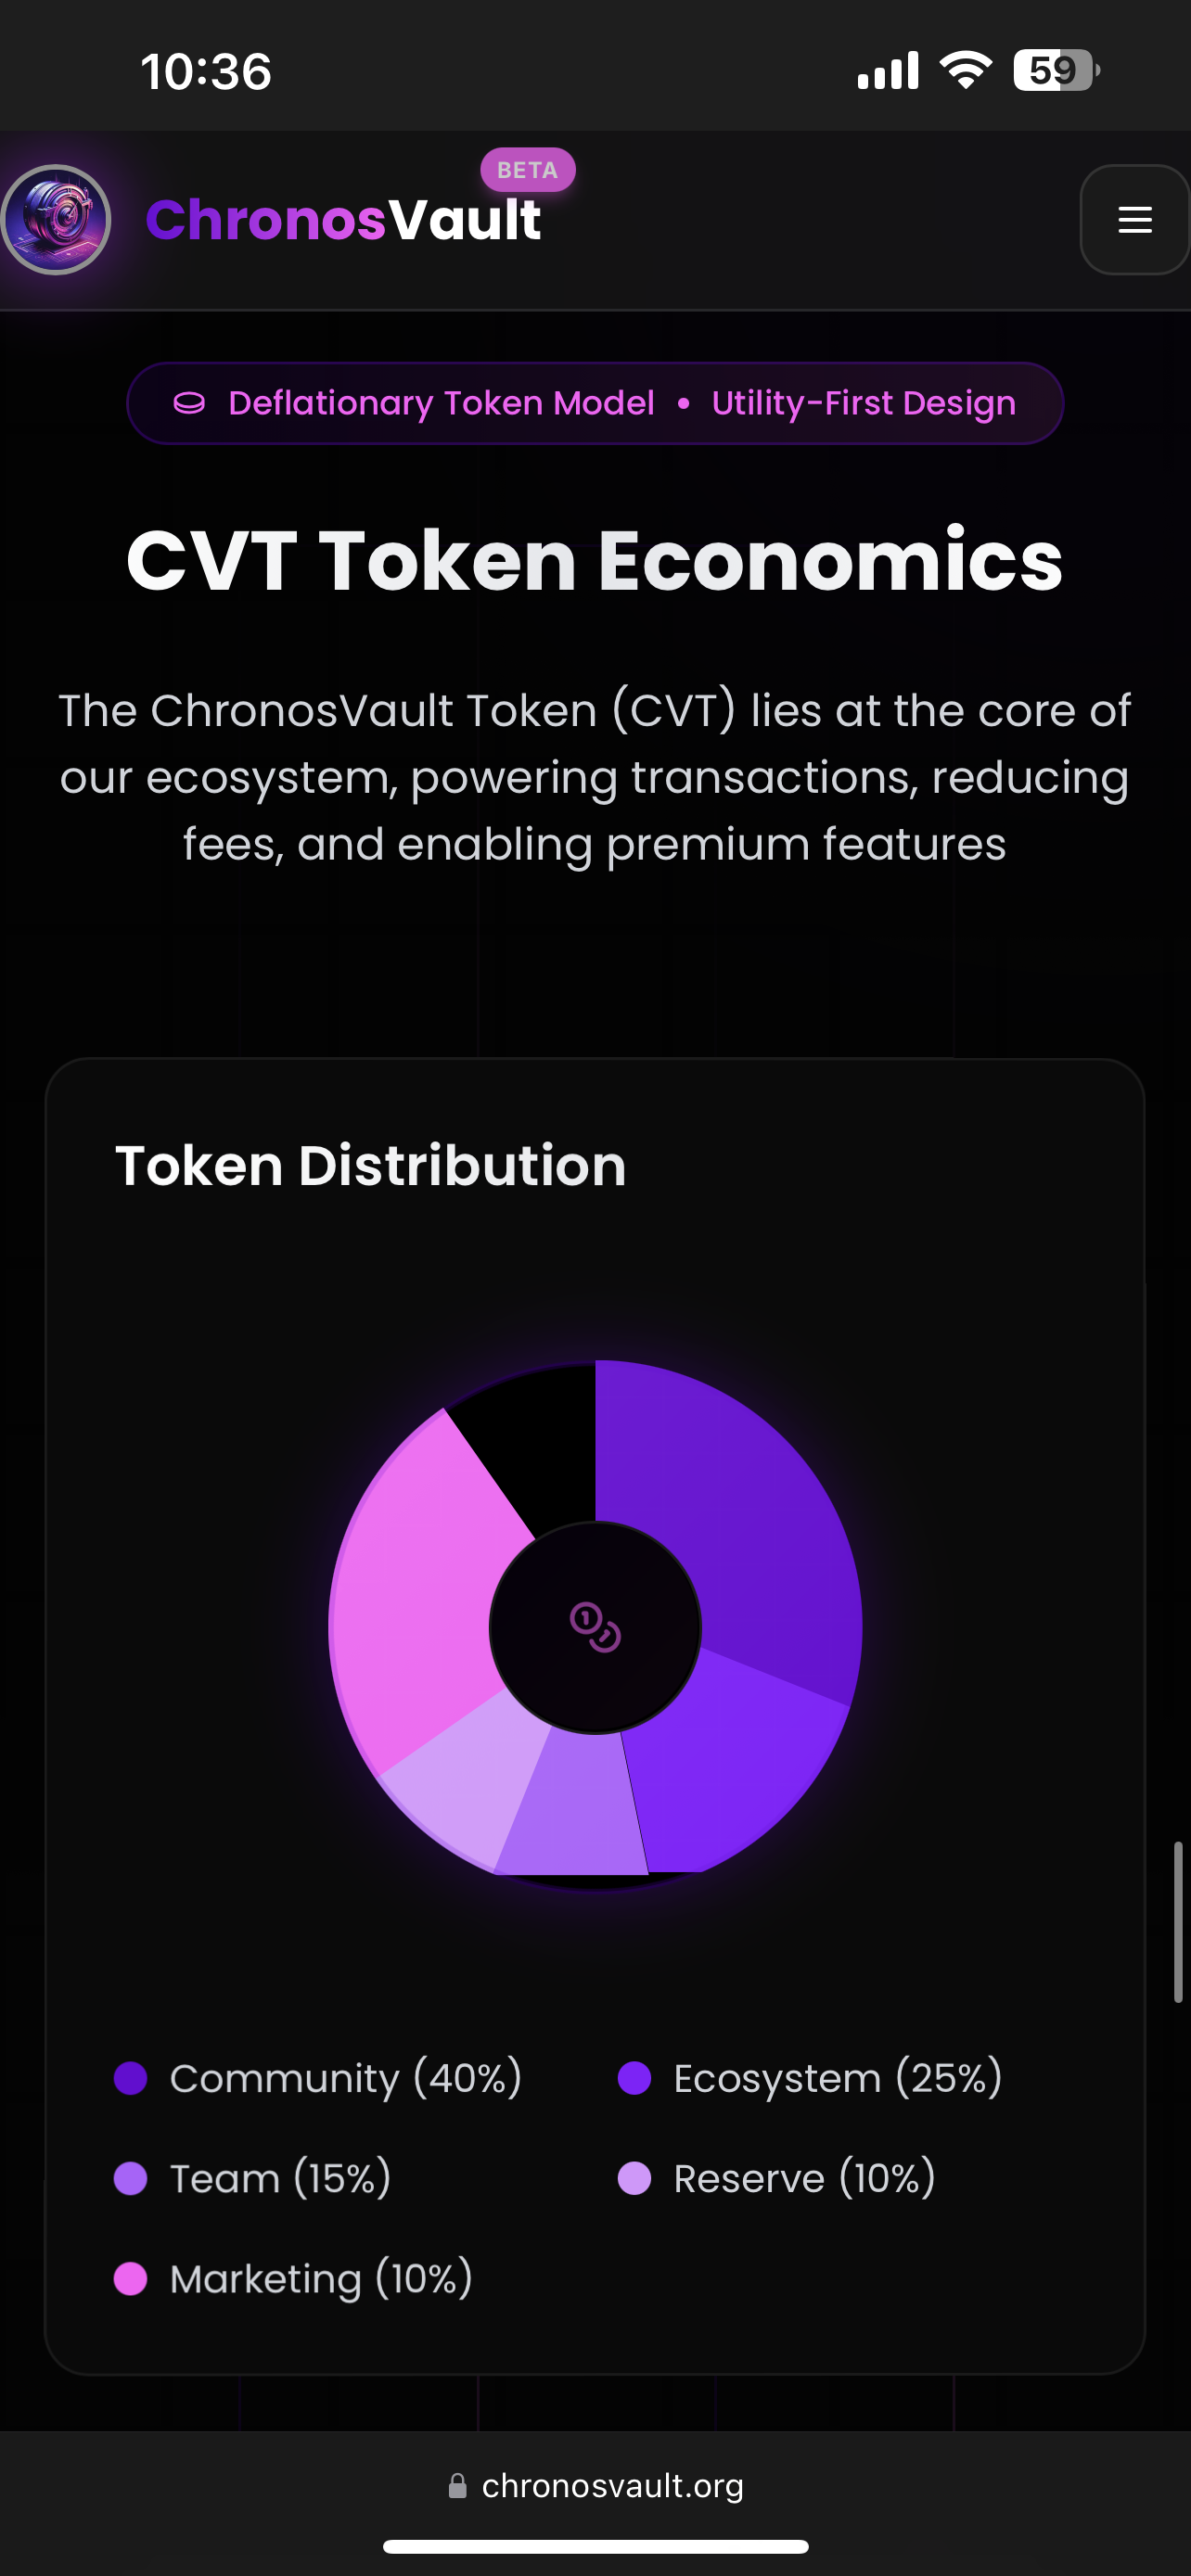 10:36
59
BETA
ChronosVault
Deflationary Token Model • Utility-First Design
CVT Token Economics
The ChronosVault Token (CVT) lies at the core of
our ecosystem, powering transactions, reducing
fees, and enabling premium features
Token Distribution
Community (40%)
Ecosystem (25%)
Team (15%)
Reserve (10%)
Marketing (10%)
chronosvault.org